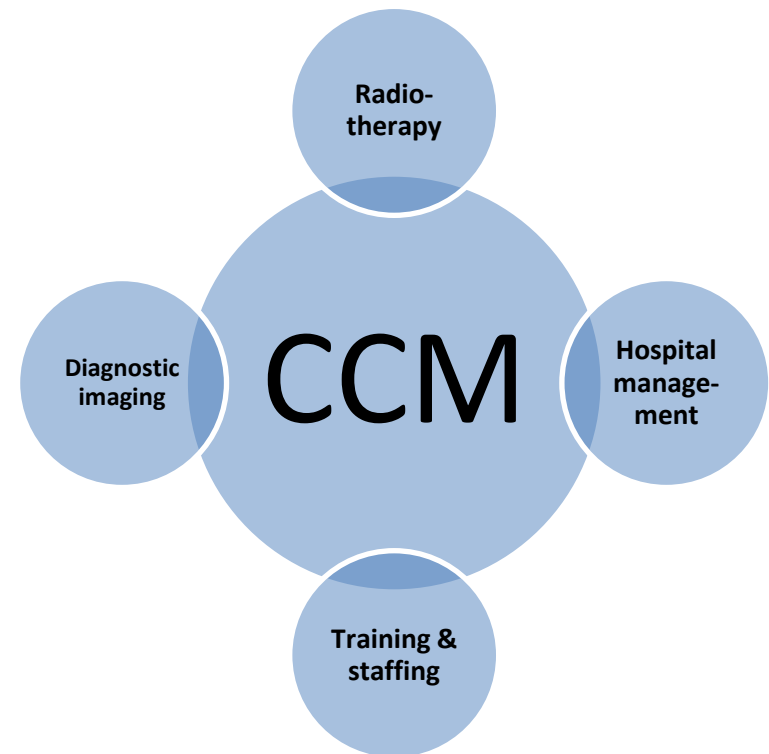 Radio-
therapy
Diagnostic
imaging
CCM
Hospital
manage-
ment
Training &
staffing